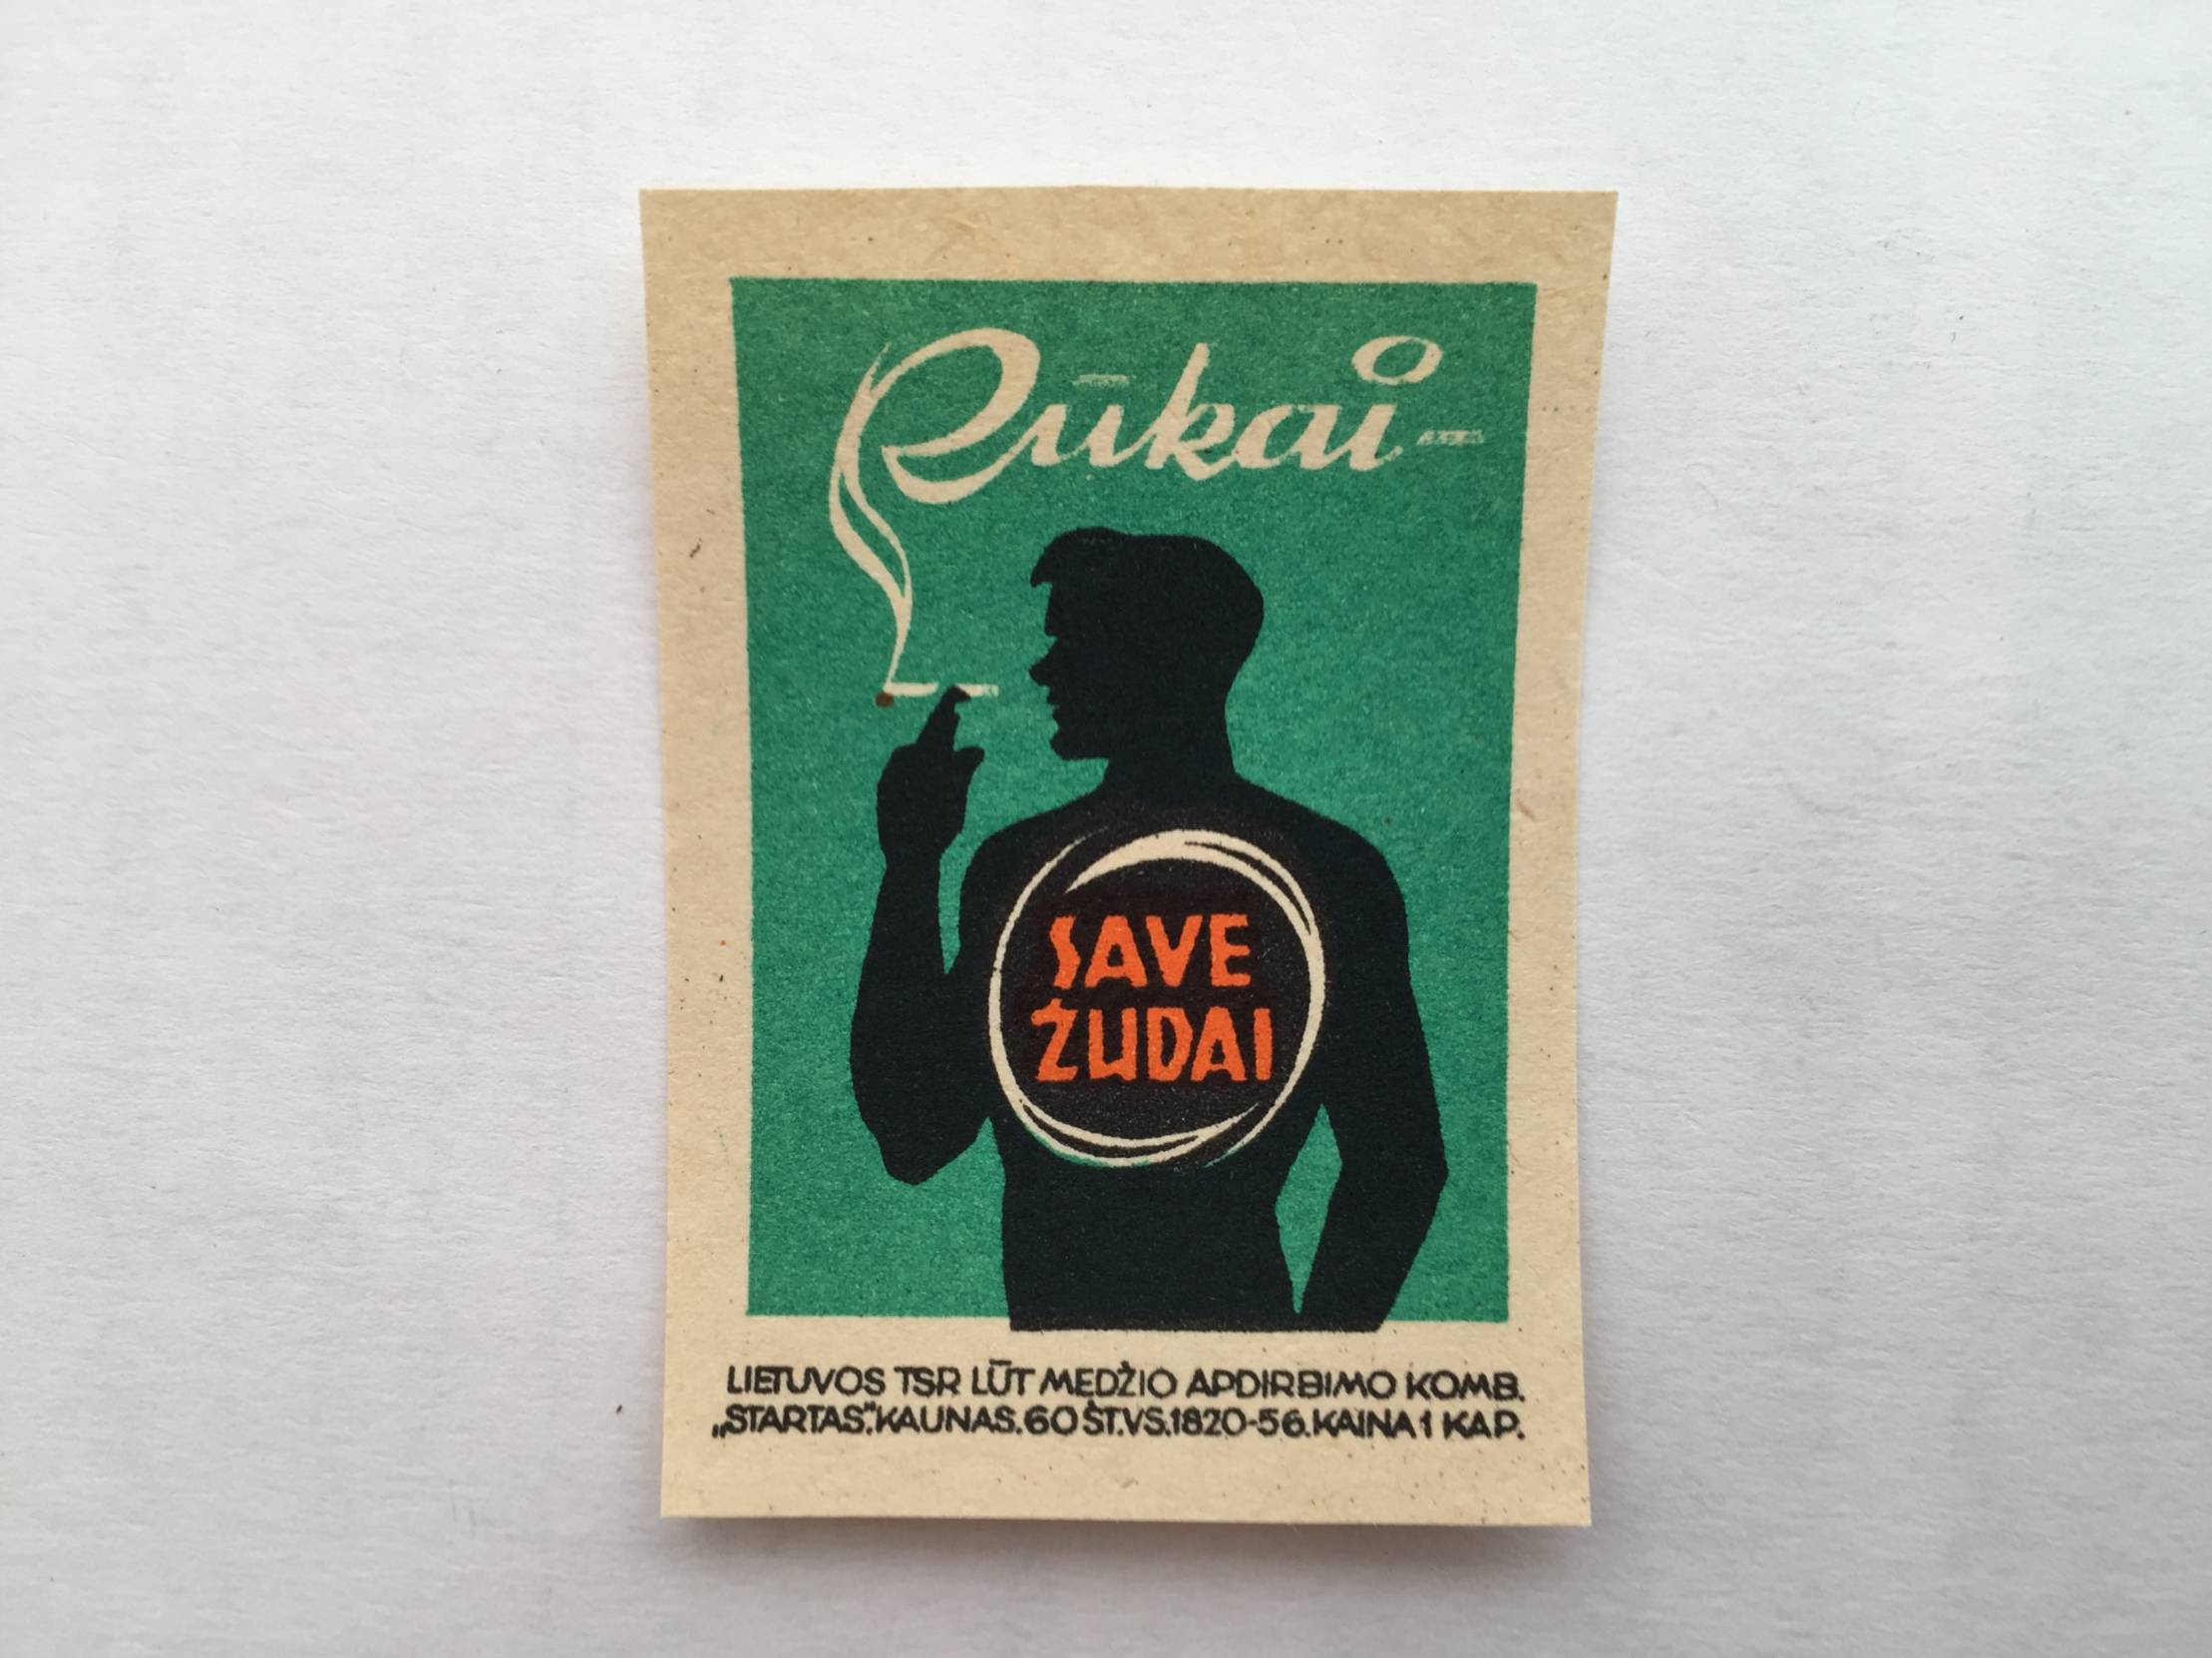 Rūkai–
SAVE
ŽUDAI
LIETUVOS TSR LŪT MEDŽIO APDIRBIMO KOMB.
„STARTAS”. KAUNAS. 60 ŠT. VS. 1820-56. KAINA 1 KAP.